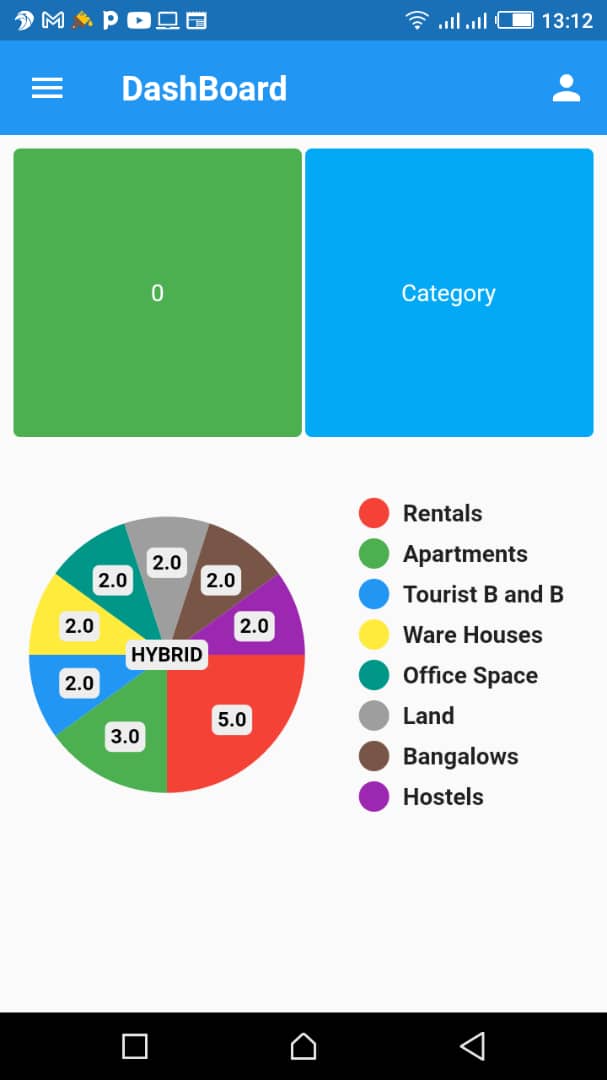 13:12
DashBoard
0
Category
Rentals
Apartments
Tourist B and B
Ware Houses
Office Space
Land
Bangalows
Hostels
2.0
2.0
2.0
2.0
2.0
HYBRID
2.0
5.0
3.0